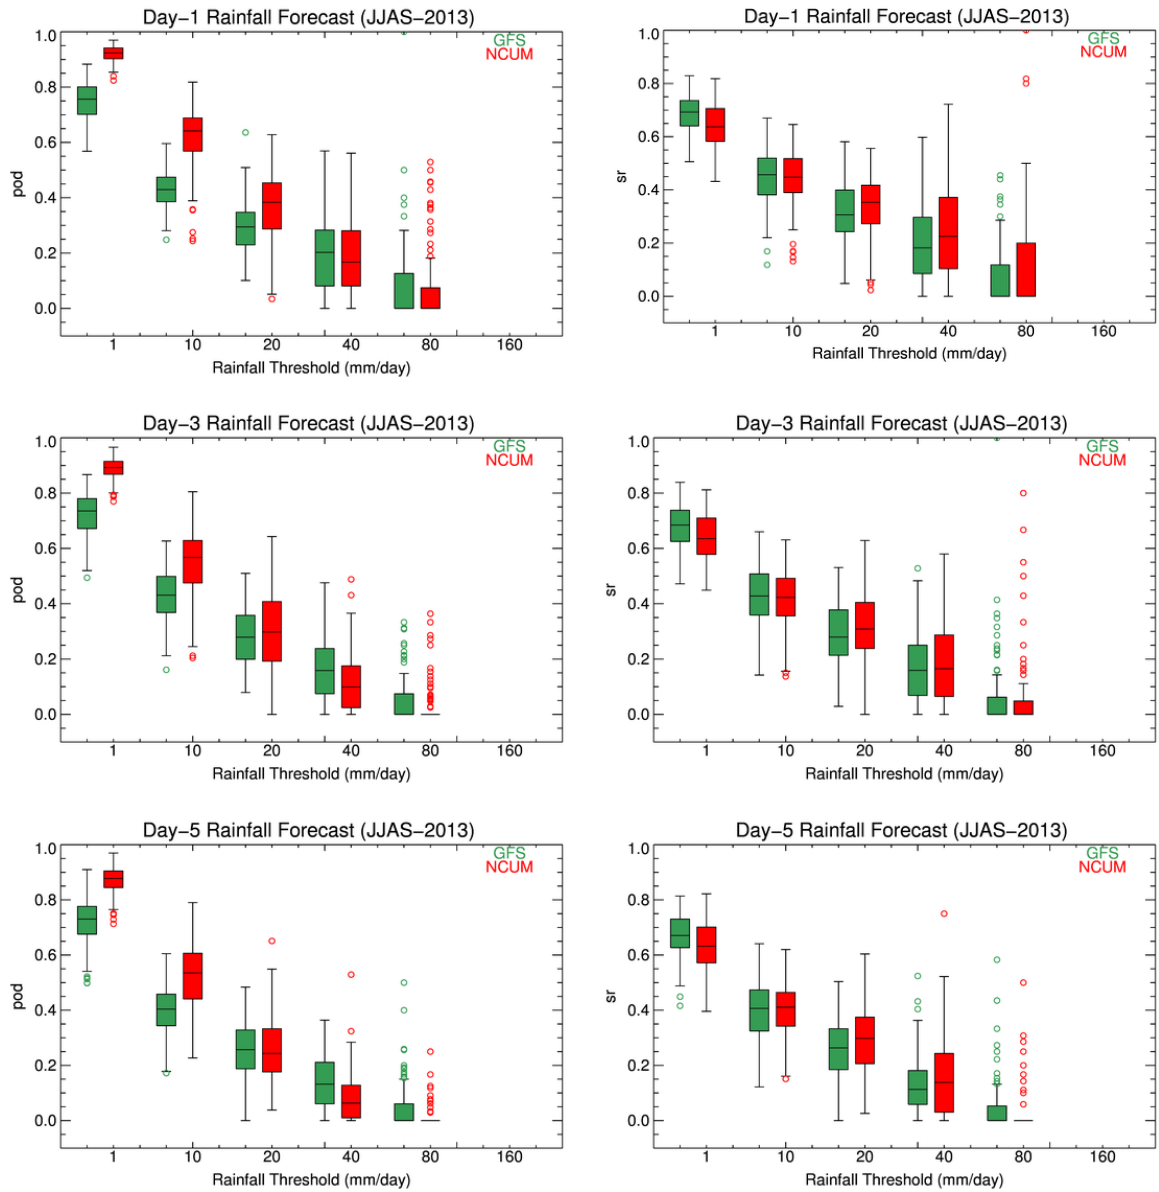 Day-1 Rainfall Forecast (JJAS-2013)
GFS
NCUM
pod
1.0
0.8
0.6
0.4
0.2
0.0
1 10 20 40 80 160
Rainfall Threshold (mm/day)
Day-1 Rainfall Forecast (JJAS-2013)
GFS
NCUM
sr
1.0
0.8
0.6
0.4
0.2
0.0
1 10 20 40 80 160
Rainfall Threshold (mm/day)
Day-3 Rainfall Forecast (JJAS-2013)
GFS
NCUM
pod
1.0
0.8
0.6
0.4
0.2
0.0
1 10 20 40 80 160
Rainfall Threshold (mm/day)
Day-3 Rainfall Forecast (JJAS-2013)
GFS
NCUM
sr
1.0
0.8
0.6
0.4
0.2
0.0
1 10 20 40 80 160
Rainfall Threshold (mm/day)
Day-5 Rainfall Forecast (JJAS-2013)
GFS
NCUM
pod
1.0
0.8
0.6
0.4
0.2
0.0
1 10 20 40 80 160
Rainfall Threshold (mm/day)
Day-5 Rainfall Forecast (JJAS-2013)
GFS
NCUM
sr
1.0
0.8
0.6
0.4
0.2
0.0
1 10 20 40 80 160
Rainfall Threshold (mm/day)